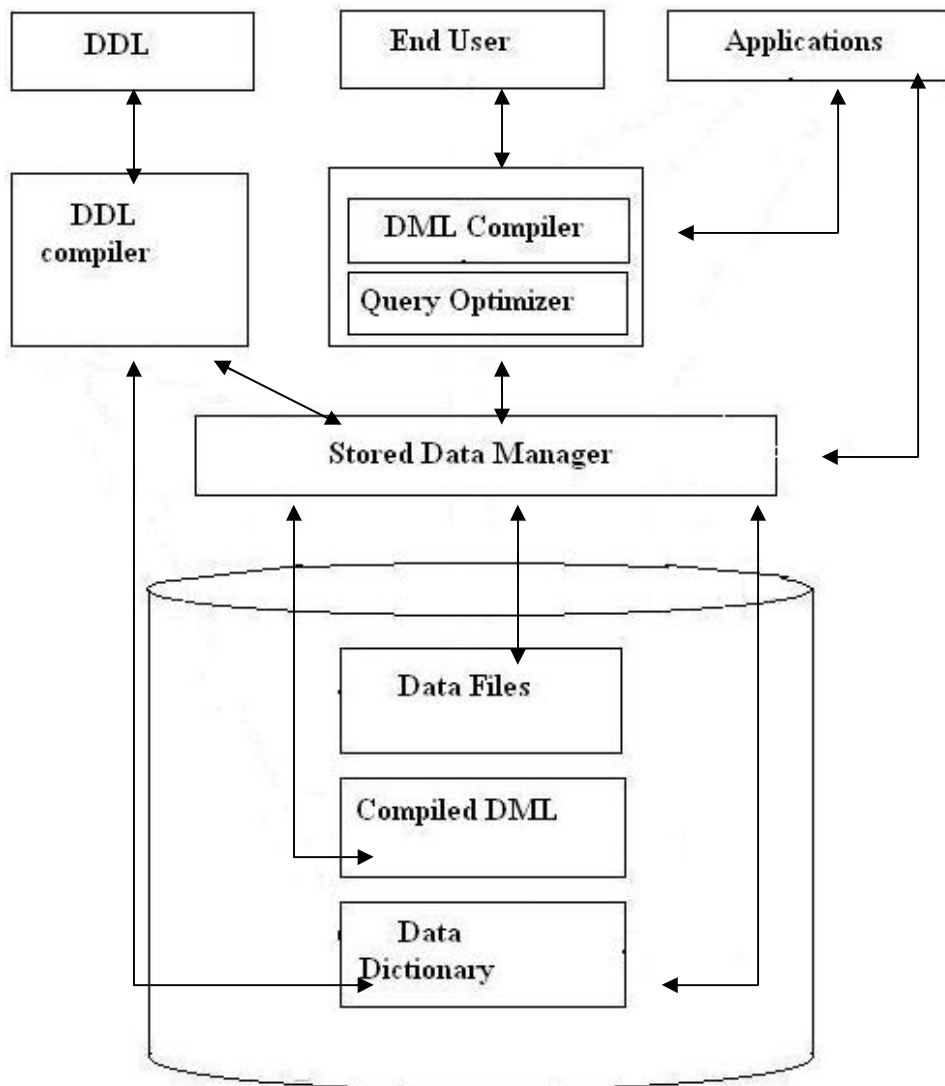 DDL
End User
Applications
DDL
compiler
DML Compiler
Query Optimizer
Stored Data Manager
Data Files
Compiled DML
Data
Dictionary